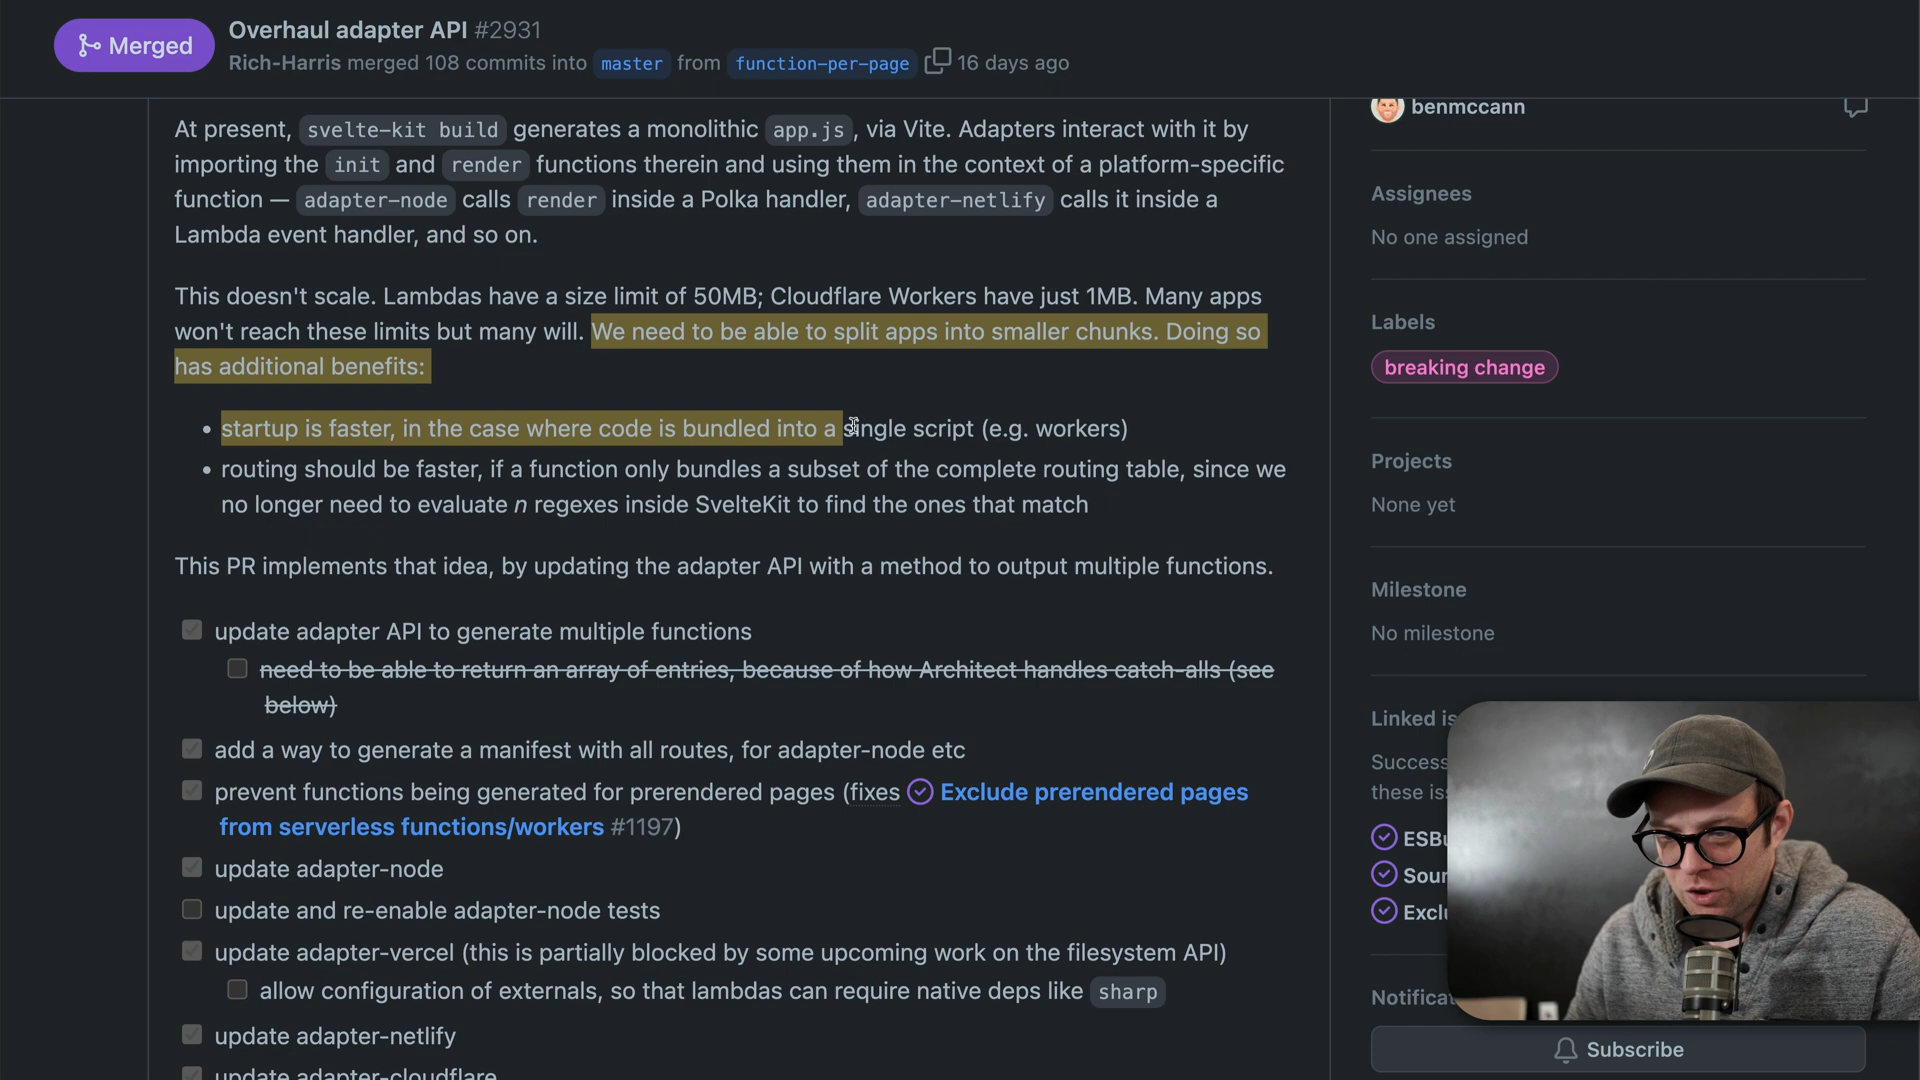 Merged
Overhaul adapter API #2931
Rich-Harris merged 108 commits into master from function-per-page 16 days ago
At present, svelte-kit build generates a monolithic app.js, via Vite. Adapters interact with it by
importing the init and render functions therein and using them in the context of a platform-specific
function — adapter-node calls render inside a Polka handler, adapter-netlify calls it inside a
Lambda event handler, and so on.
This doesn't scale. Lambdas have a size limit of 50MB; Cloudflare Workers have just 1MB. Many apps
won't reach these limits but many will. We need to be able to split apps into smaller chunks. Doing so
has additional benefits:
• startup is faster, in the case where code is bundled into a single script (e.g. workers)
• routing should be faster, if a function only bundles a subset of the complete routing table, since we
no longer need to evaluate n regexes inside SvelteKit to find the ones that match
This PR implements that idea, by updating the adapter API with a method to output multiple functions.
update adapter API to generate multiple functions
need to be able to return an array of entries, because of how Architect handles catch-alls (see
below)
add a way to generate a manifest with all routes, for adapter-node etc
prevent functions being generated for prerendered pages (fixes Exclude prerendered pages
from serverless functions/workers #1197)
update adapter-node
update and re-enable adapter-node tests
update adapter-vercel (this is partially blocked by some upcoming work on the filesystem API)
allow configuration of externals, so that lambdas can require native deps like sharp
update adapter-netlify
update adapter-cloudflare
benmccann
Assignees
No one assigned
Labels
breaking change
Projects
None yet
Milestone
No milestone
Linked is
Success
these is
ESBu
Sour
Exclu
Notificat
Subscribe